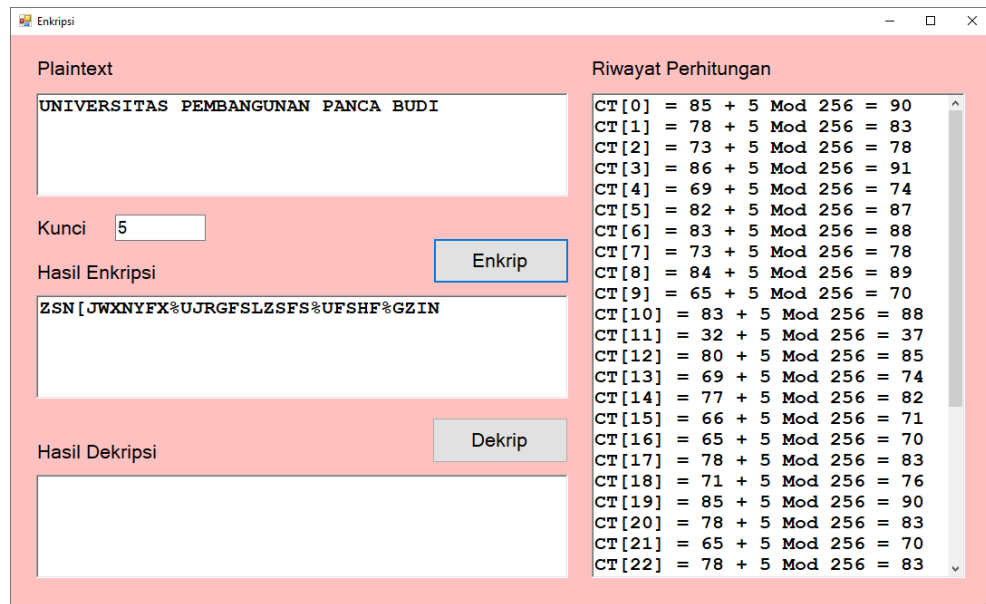 Enkripsi
Plaintext
UNIVERSITAS PEMBANGUNAN PANCA BUDI
Kunci
5
Enkrip
Hasil Enkripsi
ZSN[JWXNYFX%UJRGFSLZSFS%UFSHF%GZIN
Dekrip
Hasil Dekripsi
Riwayat Perhitungan
CT[0] = 85 + 5 Mod 256 = 90
CT[1] = 78 + 5 Mod 256 = 83
CT[2] = 73 + 5 Mod 256 = 78
CT[3] = 86 + 5 Mod 256 = 91
CT[4] = 69 + 5 Mod 256 = 74
CT[5] = 82 + 5 Mod 256 = 87
CT[6] = 83 + 5 Mod 256 = 88
CT[7] = 73 + 5 Mod 256 = 78
CT[8] = 84 + 5 Mod 256 = 89
CT[9] = 65 + 5 Mod 256 = 70
CT[10] = 83 + 5 Mod 256 = 88
CT[11] = 32 + 5 Mod 256 = 37
CT[12] = 80 + 5 Mod 256 = 85
CT[13] = 69 + 5 Mod 256 = 74
CT[14] = 77 + 5 Mod 256 = 82
CT[15] = 66 + 5 Mod 256 = 71
CT[16] = 65 + 5 Mod 256 = 70
CT[17] = 78 + 5 Mod 256 = 83
CT[18] = 71 + 5 Mod 256 = 76
CT[19] = 85 + 5 Mod 256 = 90
CT[20] = 78 + 5 Mod 256 = 83
CT[21] = 65 + 5 Mod 256 = 70
CT[22] = 78 + 5 Mod 256 = 83